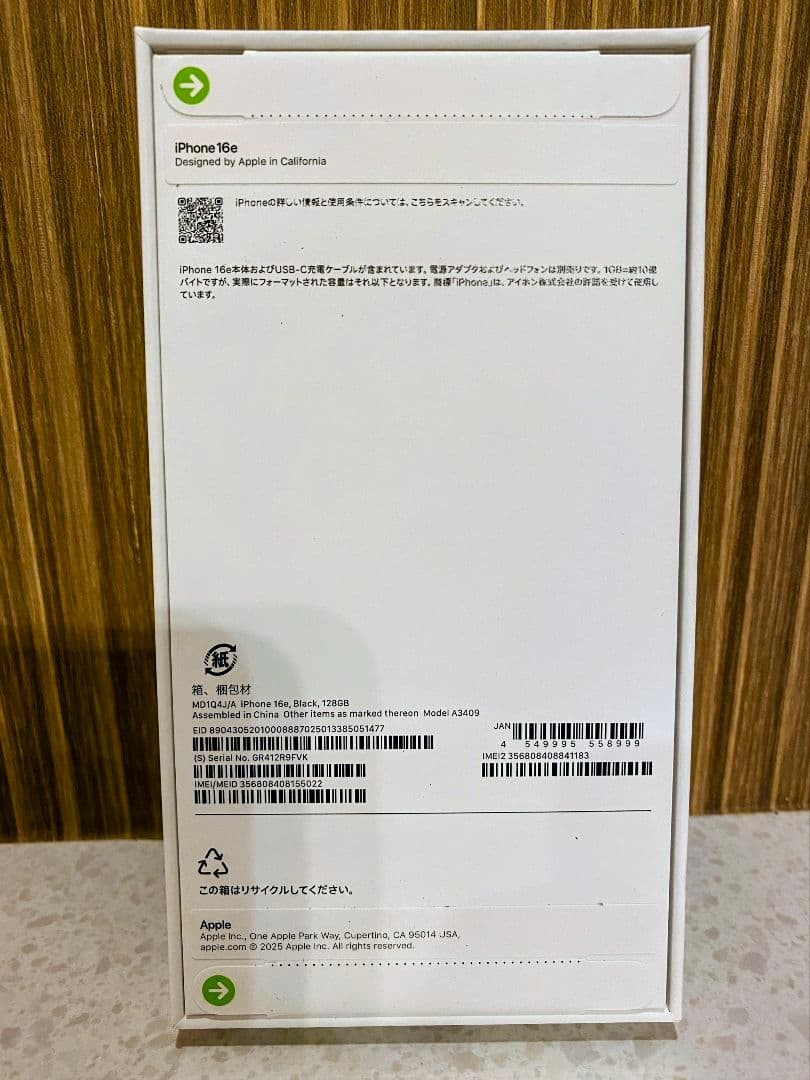 iPhone 16e
Designed by Apple in California
iPhoneの詳しい情報と使用条件については、こちらをスキャンしてください。
iPhone 16e本体およびUSB-C充電ケーブルが含まれています。電源アダプタおよびヘッドフォンは別売りです。1GB=約10億
バイトですが、実際にフォーマットされた容量はそれ以下となります。商標「iPhone」は、アイホン株式会社の許諾を受けて使用し
ています。
紙
箱、梱包材
MD1Q4J/A iPhone 16e, Black, 128GB
Assembled in China Other items as marked thereon Model A3409
EID 89043052010008887025013385051477
(S) Serial No. GR412R9FVK
IMEI/MEID 356808408155022
JAN
4 549995 558999
IMEI2 356808408841183
この箱はリサイクルしてください。
Apple
Apple Inc., One Apple Park Way, Cupertino, CA 95014 USA,
apple.com © 2025 Apple Inc. All rights reserved.